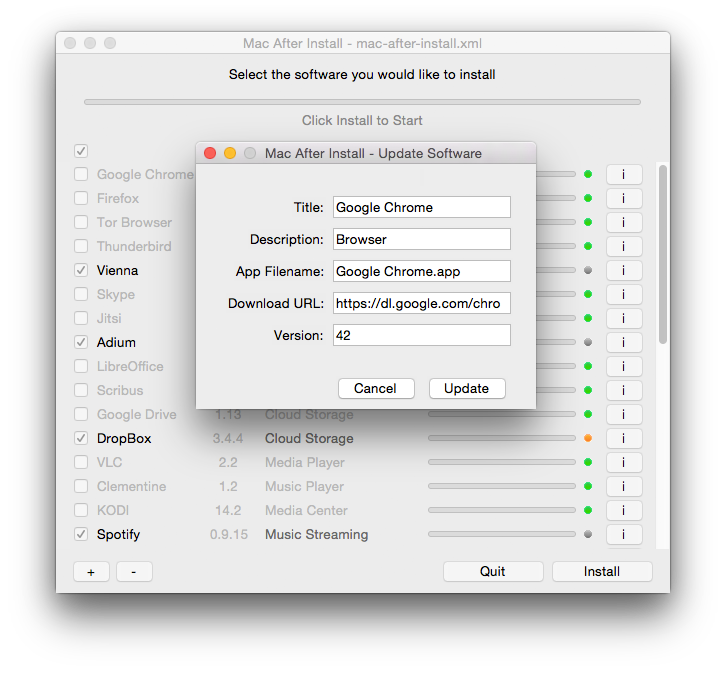 Mac After Install - mac-after-install.xml
Select the software you would like to install
Click Install to Start
Mac After Install - Update Software
Title: Google Chrome
Description: Browser
App Filename: Google Chrome.app
Download URL: https://dl.google.com/chro
Version: 42
Cancel Update
Google Chrome i
Firefox i
Tor Browser i
Thunderbird i
Vienna i
Skype i
Jitsi i
Adium i
LibreOffice i
Scribus i
Google Drive 1.13 Cloud Storage i
DropBox 3.4.4 Cloud Storage i
VLC 2.2 Media Player i
Clementine 1.2 Music Player i
KODI 14.2 Media Center i
Spotify 0.9.15 Music Streaming i
+ - Quit Install